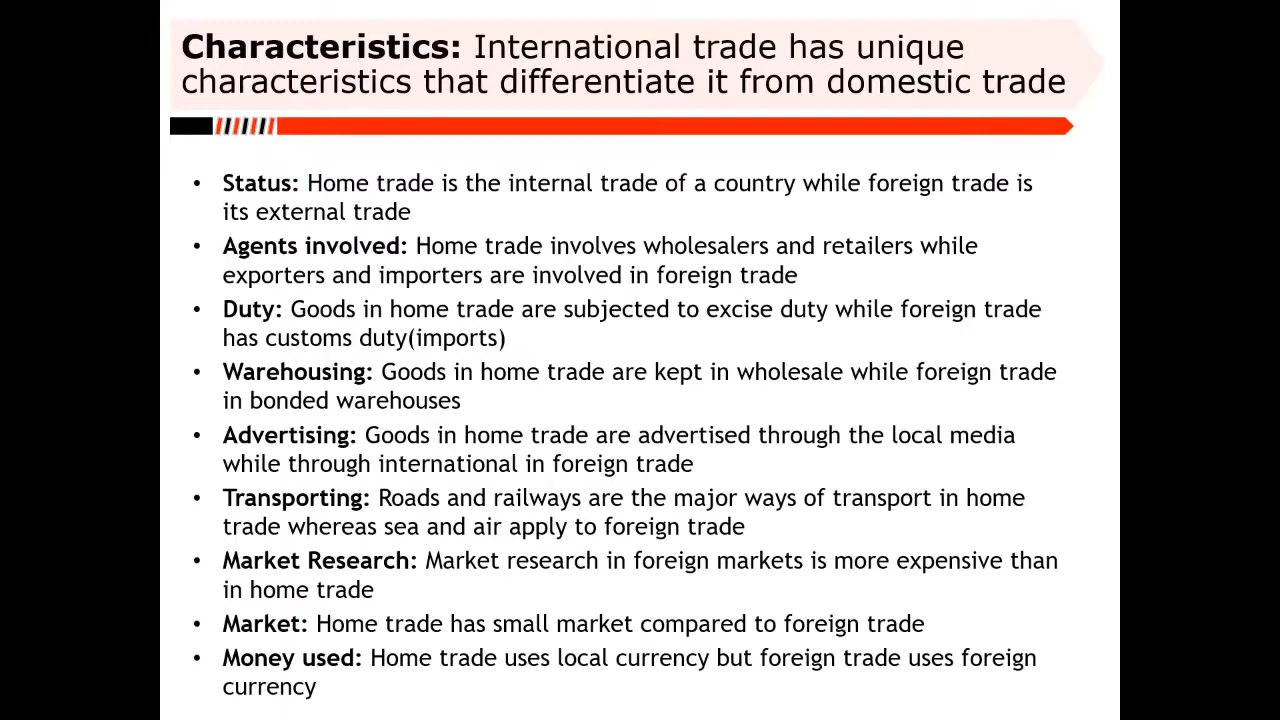 Characteristics: International trade has unique
characteristics that differentiate it from domestic trade
• Status: Home trade is the internal trade of a country while foreign trade is
its external trade
• Agents involved: Home trade involves wholesalers and retailers while
exporters and importers are involved in foreign trade
• Duty: Goods in home trade are subjected to excise duty while foreign trade
has customs duty(imports)
• Warehousing: Goods in home trade are kept in wholesale while foreign trade
in bonded warehouses
• Advertising: Goods in home trade are advertised through the local media
while through international in foreign trade
• Transporting: Roads and railways are the major ways of transport in home
trade whereas sea and air apply to foreign trade
• Market Research: Market research in foreign markets is more expensive than
in home trade
• Market: Home trade has small market compared to foreign trade
• Money used: Home trade uses local currency but foreign trade uses foreign
currency